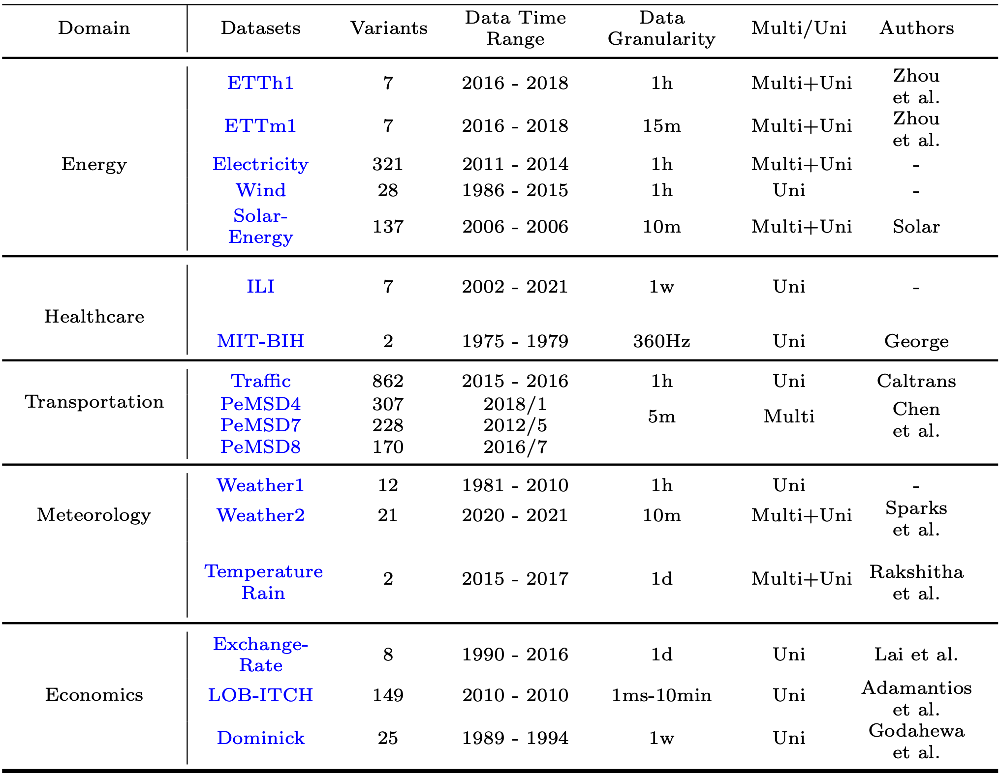 Domain Datasets Variants Data Time Range Data Granularity Multi/Uni Authors
Energy
ETTh1 7 2016 - 2018 1h Multi+Uni Zhou et al.
ETTm1 7 2016 - 2018 15m Multi+Uni Zhou et al.
Electricity 321 2011 - 2014 1h Multi+Uni -
Wind 28 1986 - 2015 1h Uni -
Solar-Energy 137 2006 - 2006 10m Multi+Uni Solar
Healthcare
ILI 7 2002 - 2021 1w Uni -
MIT-BIH 2 1975 - 1979 360Hz Uni George
Transportation
Traffic 862 2015 - 2016 1h Uni Caltrans
PeMSD4 307 2018/1
PeMSD7 228 2012/5 5m Multi Chen et al.
PeMSD8 170 2016/7
Meteorology
Weather1 12 1981 - 2010 1h Uni -
Weather2 21 2020 - 2021 10m Multi+Uni Sparks et al.
Temperature Rain 2 2015 - 2017 1d Multi+Uni Rakshitha et al.
Economics
Exchange-Rate 8 1990 - 2016 1d Uni Lai et al.
LOB-ITCH 149 2010 - 2010 1ms-10min Uni Adamantios et al.
Dominick 25 1989 - 1994 1w Uni Godahewa et al.